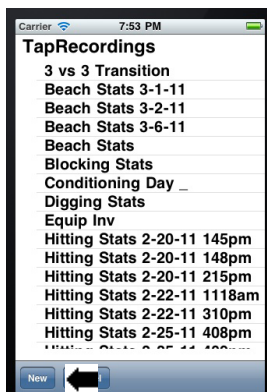 Carrier 7:53 PM
TapRecordings
3 vs 3 Transition
Beach Stats 3-1-11
Beach Stats 3-2-11
Beach Stats 3-6-11
Beach Stats
Blocking Stats
Conditioning Day _
Digging Stats
Equip Inv
Hitting Stats 2-20-11 145pm
Hitting Stats 2-20-11 148pm
Hitting Stats 2-20-11 215pm
Hitting Stats 2-22-11 1118am
Hitting Stats 2-22-11 310pm
Hitting Stats 2-25-11 408pm
Hitting Stats
New